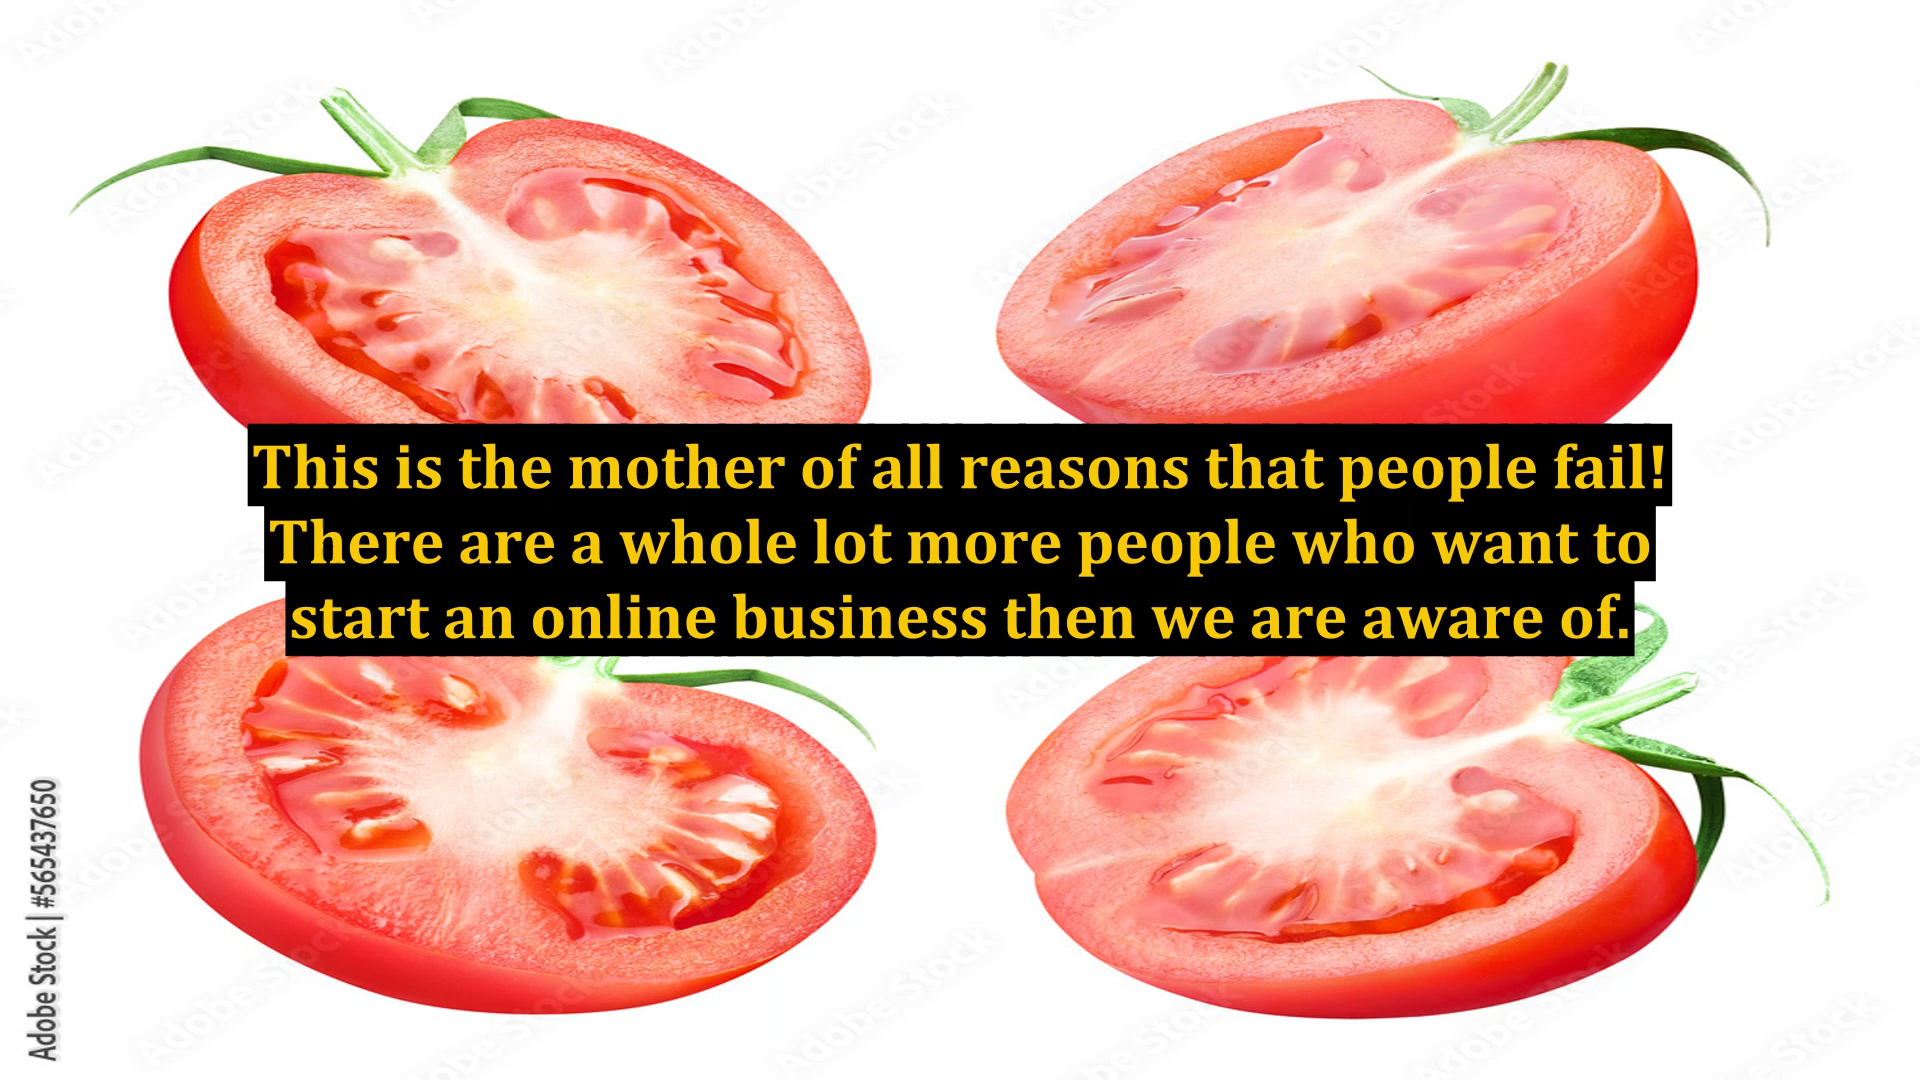 This is the mother of all reasons that people fail!
There are a whole lot more people who want to
start an online business then we are aware of.
Adobe Stock | #565437650